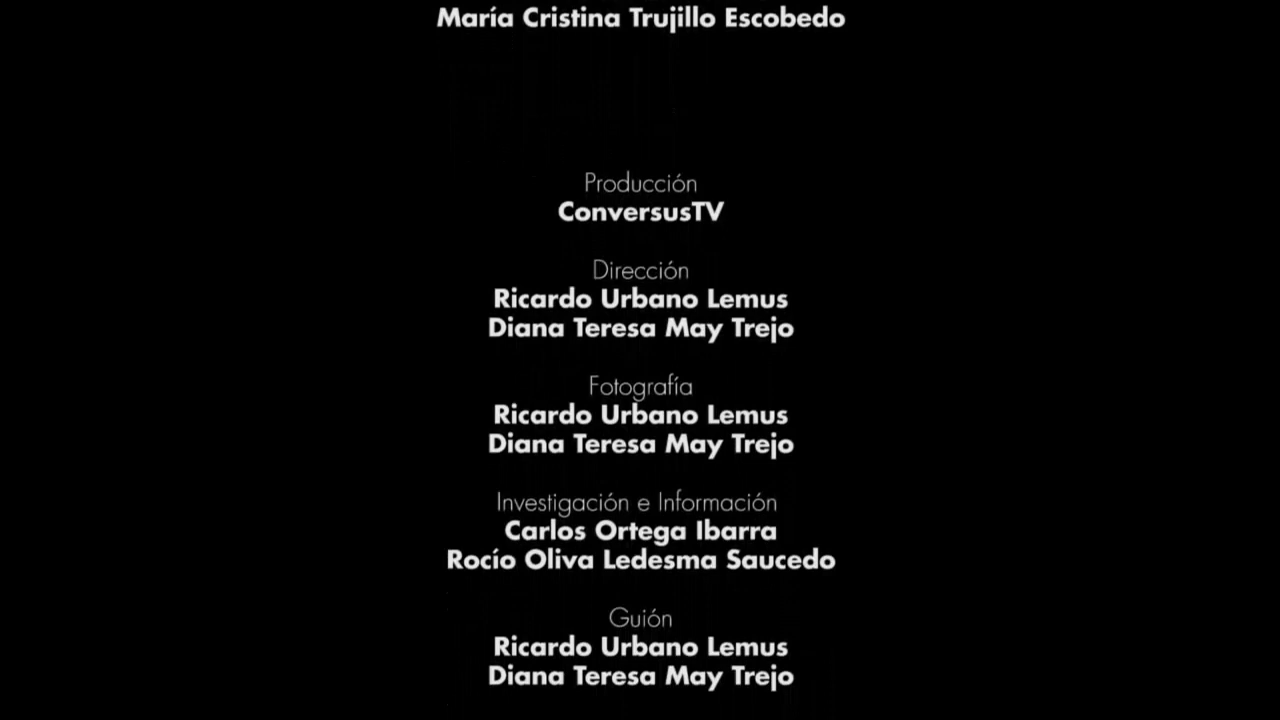 María Cristina Trujillo Escobedo
Producción
ConversusTV
Dirección
Ricardo Urbano Lemus
Diana Teresa May Trejo
Fotografía
Ricardo Urbano Lemus
Diana Teresa May Trejo
Investigación e Información
Carlos Ortega Ibarra
Rocío Oliva Ledesma Saucedo
Guión
Ricardo Urbano Lemus
Diana Teresa May Trejo